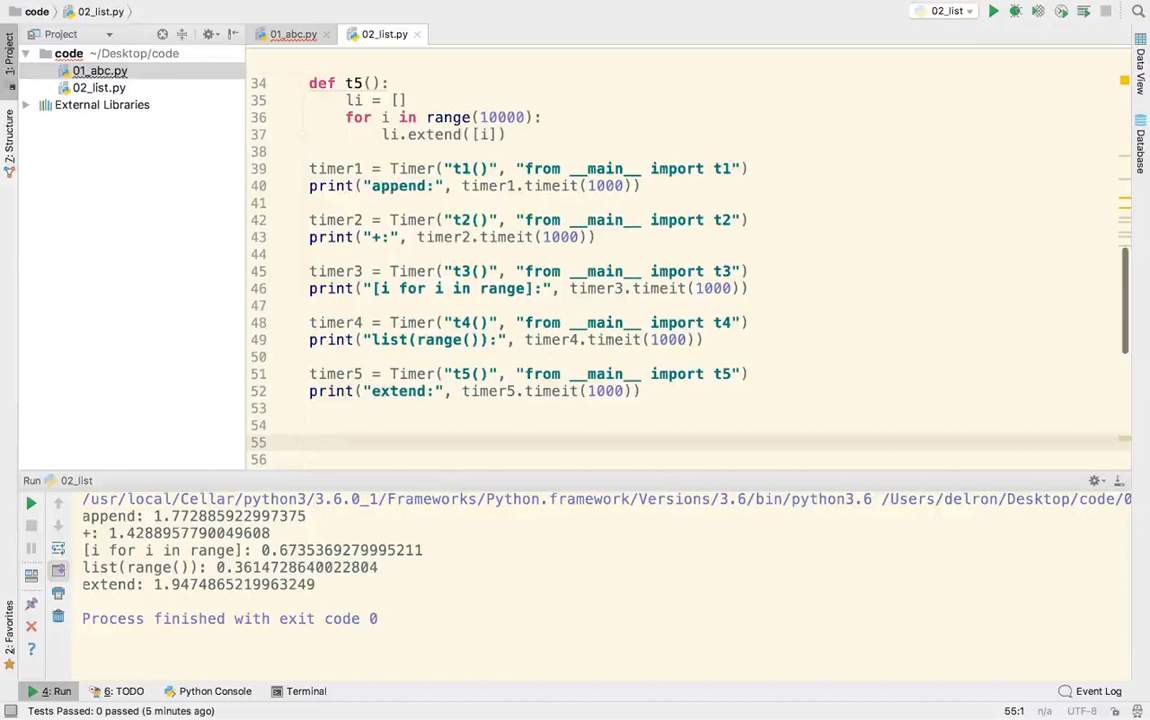 code 02_list.py 02_list
Project 01_abc.py 02_list.py
code ~/Desktop/code
01_abc.py
02_list.py
External Libraries
1: Project
Z: Structure
Favorites
Data View
Database
34 def t5():
35 li = []
36 for i in range(10000):
37 li.extend([i])
38
39 timer1 = Timer("t1()", "from __main__ import t1")
40 print("append:", timer1.timeit(1000))
41
42 timer2 = Timer("t2()", "from __main__ import t2")
43 print("+:", timer2.timeit(1000))
44
45 timer3 = Timer("t3()", "from __main__ import t3")
46 print("[i for i in range]:", timer3.timeit(1000))
47
48 timer4 = Timer("t4()", "from __main__ import t4")
49 print("list(range()):", timer4.timeit(1000))
50
51 timer5 = Timer("t5()", "from __main__ import t5")
52 print("extend:", timer5.timeit(1000))
53
54
55
56
Run 02_list
/usr/local/Cellar/python3/3.6.0_1/Frameworks/Python.framework/Versions/3.6/bin/python3.6 /Users/delron/Desktop/code/0
append: 1.772885922997375
+: 1.4288957790049608
[i for i in range]: 0.6735369279995211
list(range()): 0.3614728640022804
extend: 1.9474865219963249
Process finished with exit code 0
4: Run 6: TODO Python Console Terminal Event Log
Tests Passed: 0 passed (5 minutes ago) 55:1 n/a UTF-8